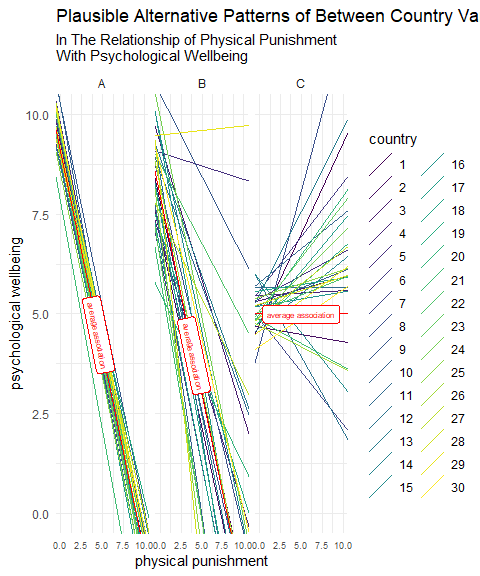 Plausible Alternative Patterns of Between Country Va
In The Relationship of Physical Punishment
With Psychological Wellbeing
A B C
10.0
7.5
5.0
2.5
0.0
psychological wellbeing
average association
average association
average association
0.0 2.5 5.0 7.5 10.0 0.0 2.5 5.0 7.5 10.0 0.0 2.5 5.0 7.5 10.0
physical punishment
country
1 16
2 17
3 18
4 19
5 20
6 21
7 22
8 23
9 24
10 25
11 26
12 27
13 28
14 29
15 30